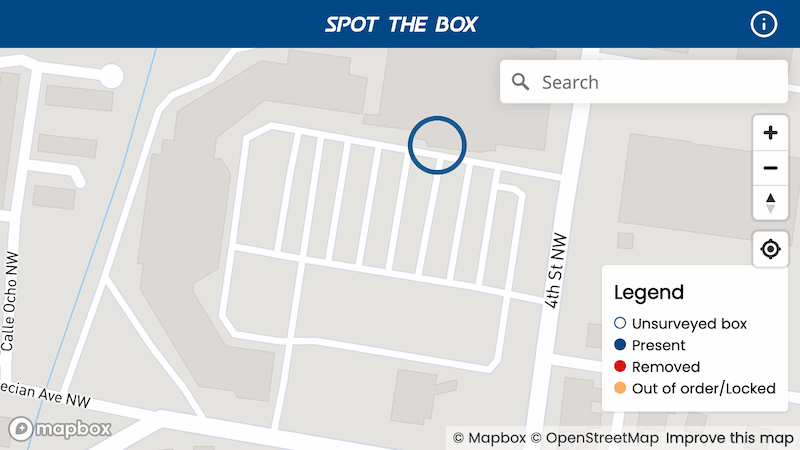 SPOT THE BOX
Search
4th St NW
Calle Ocho NW
ecian Ave NW
Legend
Unsurveyed box
Present
Removed
Out of order/Locked
mapbox
© Mapbox © OpenStreetMap Improve this map